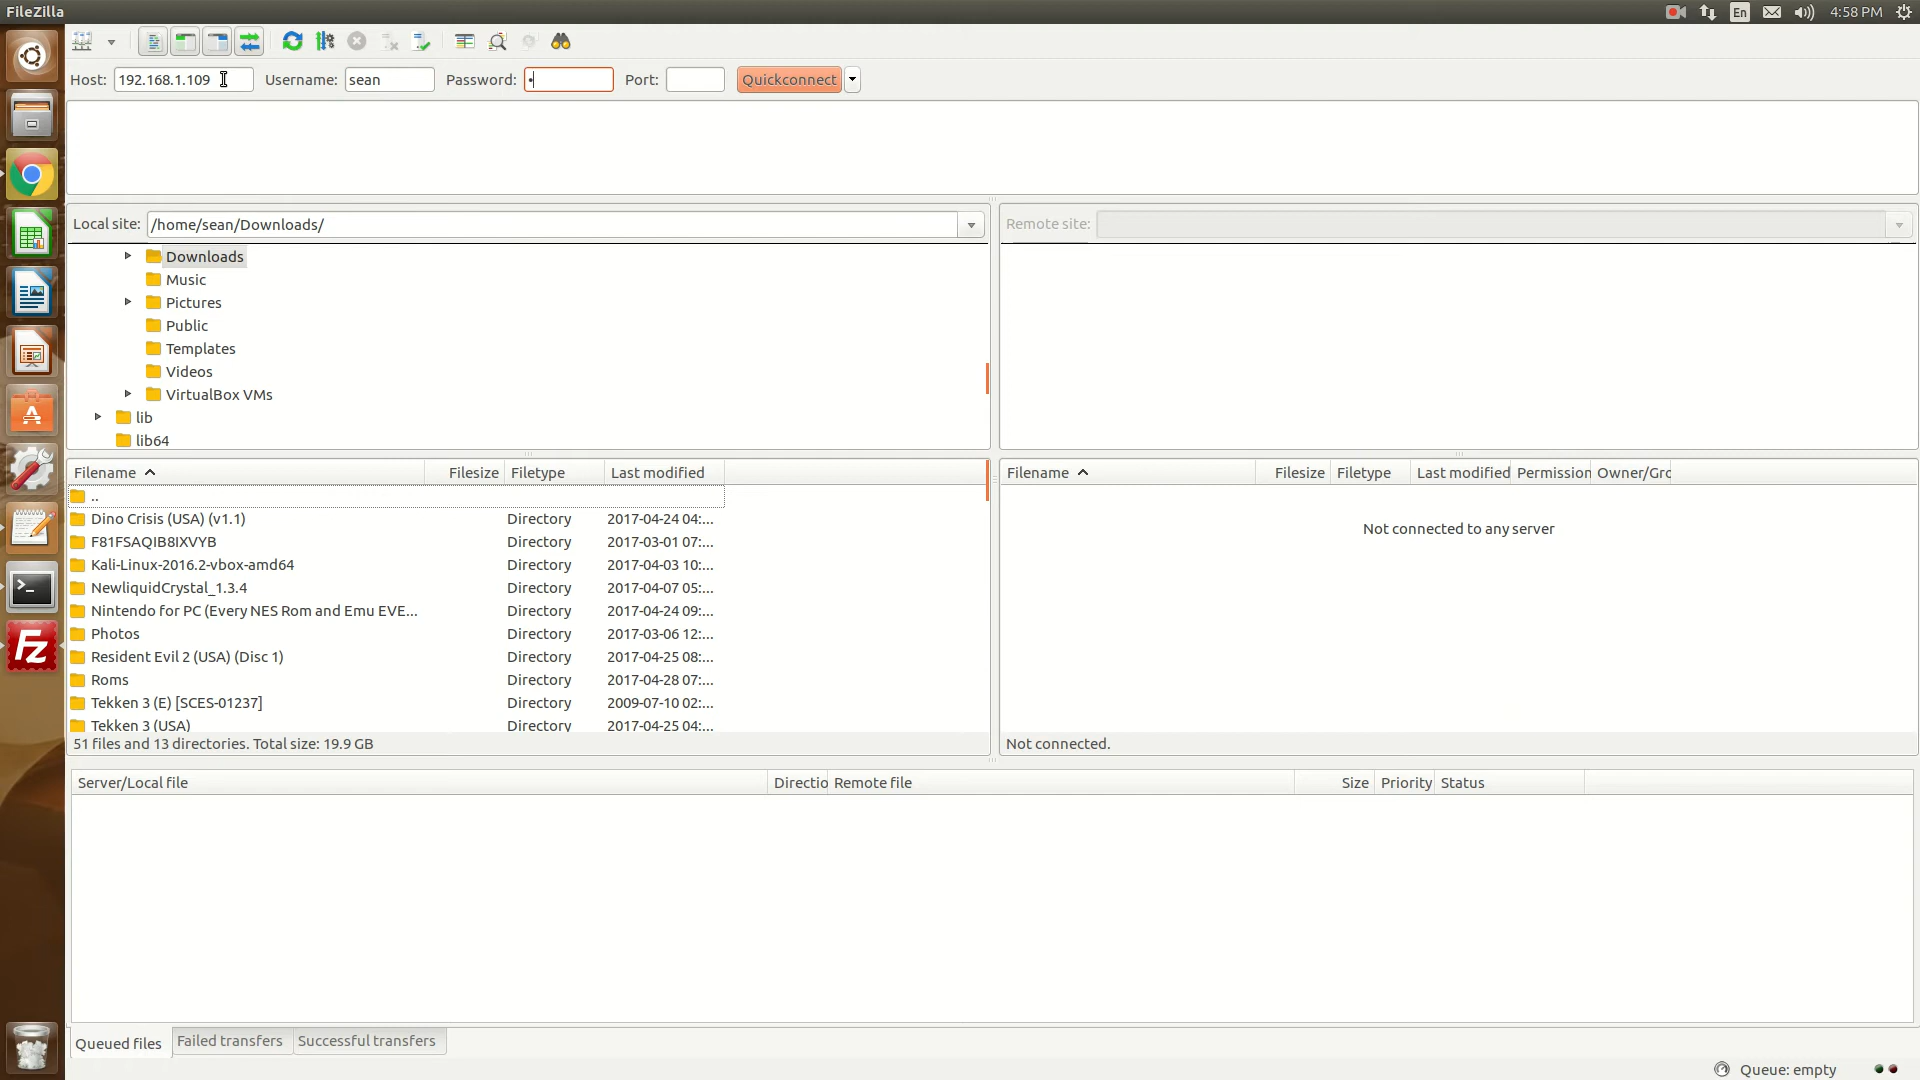 FileZilla
En
4:58 PM
Host: 192.168.1.109 Username: sean Password: • Port: Quickconnect
Local site: /home/sean/Downloads/
Remote site:
Downloads
Music
Pictures
Public
Templates
Videos
VirtualBox VMs
lib
lib64
Filename Filesize Filetype Last modified
..
Dino Crisis (USA) (v1.1) Directory 2017-04-24 04:...
F81FSAQIB8IXVYB Directory 2017-03-01 07:...
Kali-Linux-2016.2-vbox-amd64 Directory 2017-04-03 10:...
NewliquidCrystal_1.3.4 Directory 2017-04-07 05:...
Nintendo for PC (Every NES Rom and Emu EVE... Directory 2017-04-24 09:...
Photos Directory 2017-03-06 12:...
Resident Evil 2 (USA) (Disc 1) Directory 2017-04-25 08:...
Roms Directory 2017-04-28 07:...
Tekken 3 (E) [SCES-01237] Directory 2009-07-10 02:...
Tekken 3 (USA) Directory 2017-04-25 04:...
51 files and 13 directories. Total size: 19.9 GB
Filename Filesize Filetype Last modified Permission Owner/Gro
Not connected to any server
Not connected.
Server/Local file Directio Remote file Size Priority Status
Queued files Failed transfers Successful transfers
Queue: empty